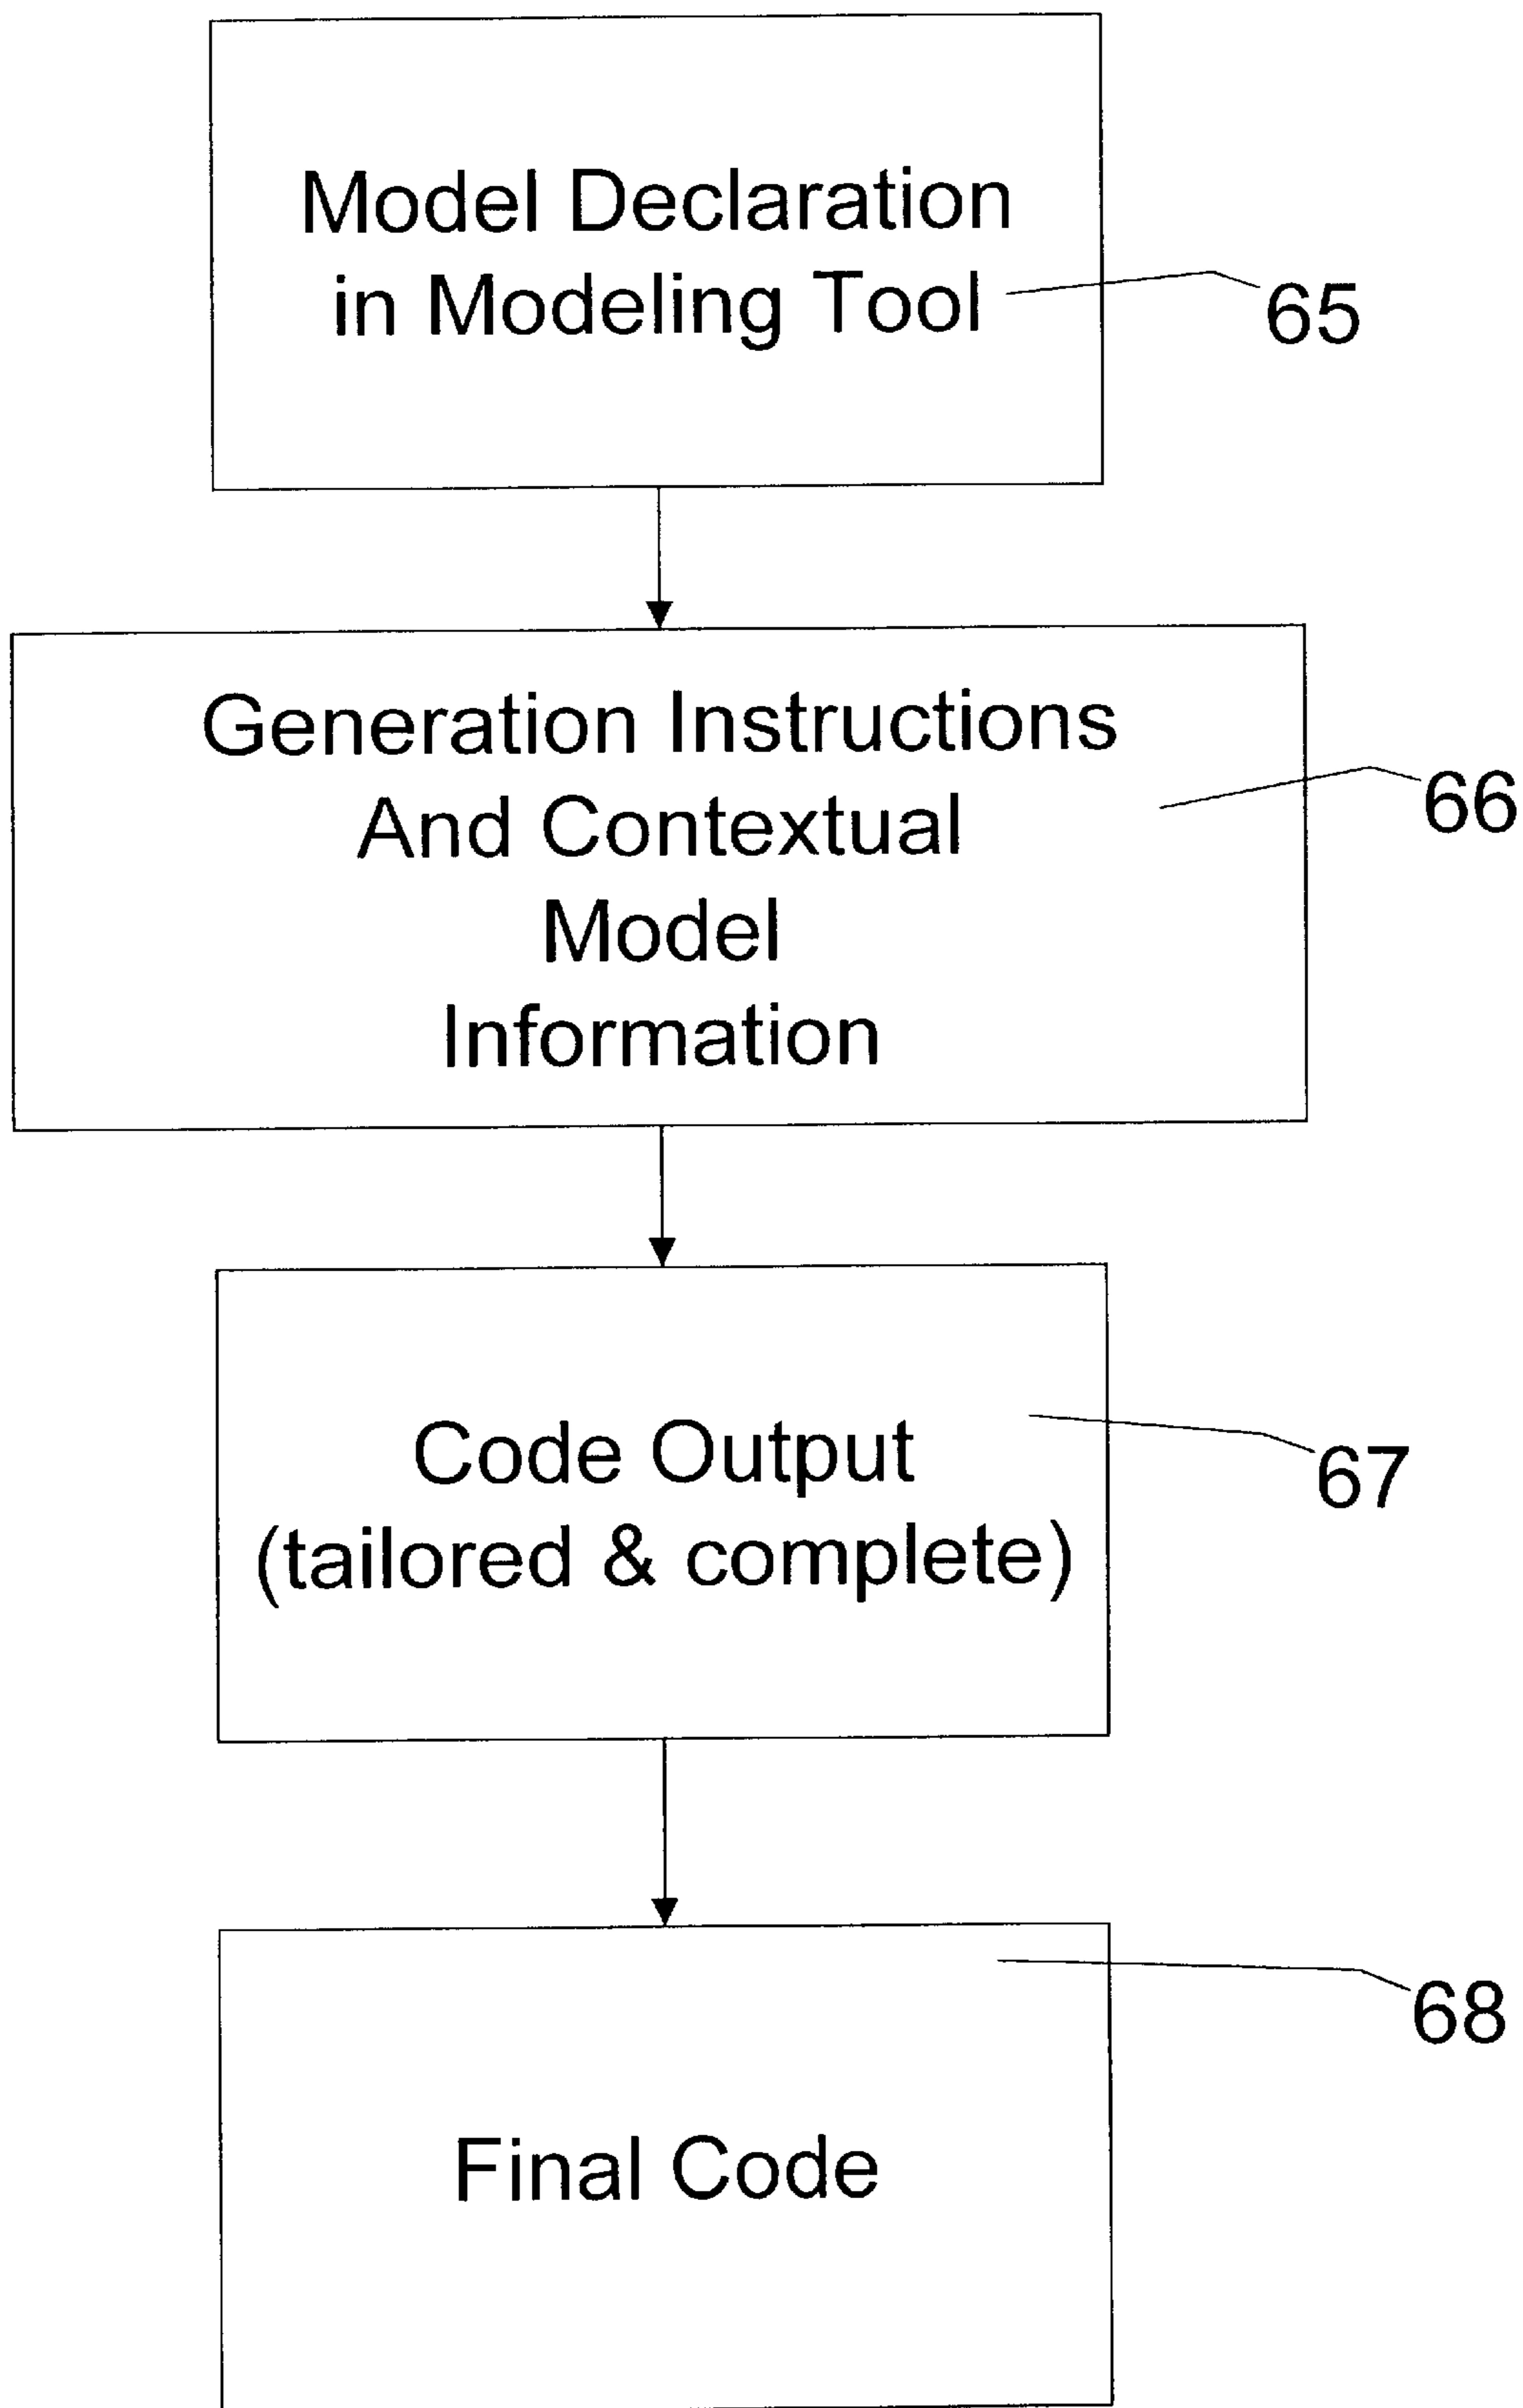 Model Declaration
in Modeling Tool
65
Generation Instructions
And Contextual
Model
Information
66
Code Output
(tailored & complete)
67
68
Final Code